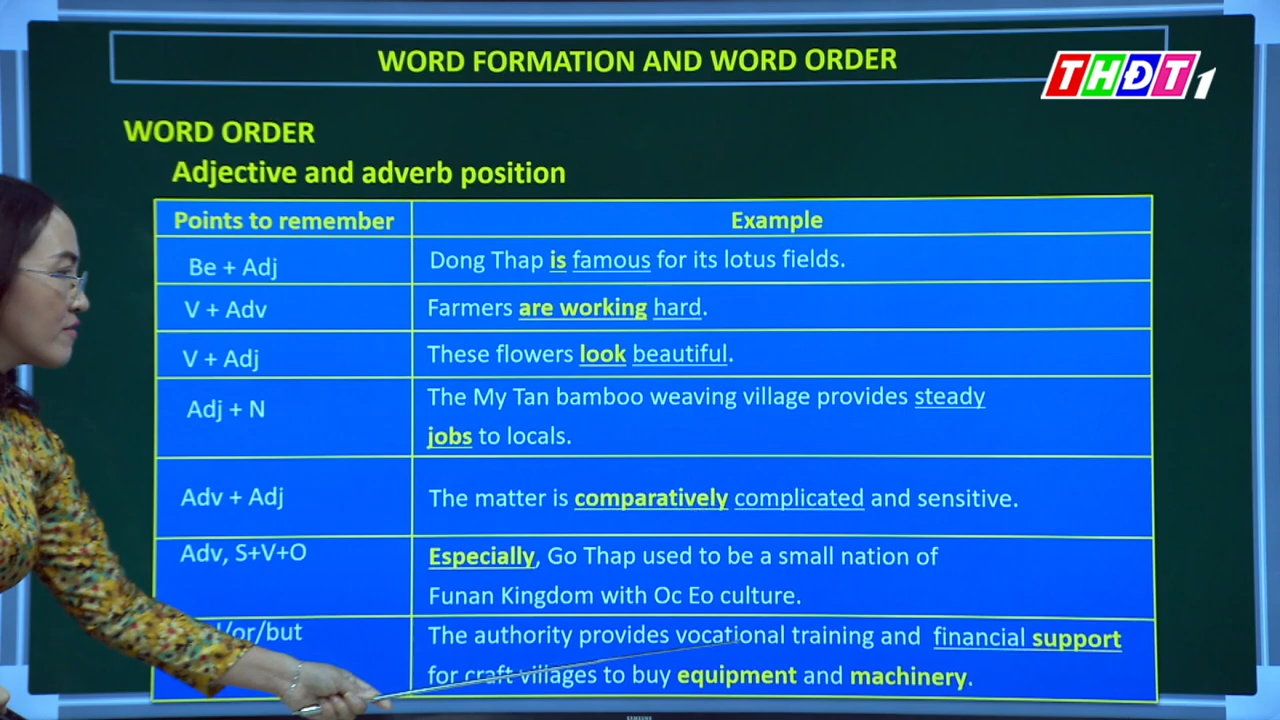 WORD FORMATION AND WORD ORDER
THĐT1
WORD ORDER
Adjective and adverb position
Points to remember
Example
Be + Adj
Dong Thap is famous for its lotus fields.
V + Adv
Farmers are working hard.
V + Adj
These flowers look beautiful.
Adj + N
The My Tan bamboo weaving village provides steady
jobs to locals.
Adv + Adj
The matter is comparatively complicated and sensitive.
Adv, S+V+O
Especially, Go Thap used to be a small nation of
Funan Kingdom with Oc Eo culture.
/or/but
The authority provides vocational training and financial support
for craft villages to buy equipment and machinery.
SAMSUNG